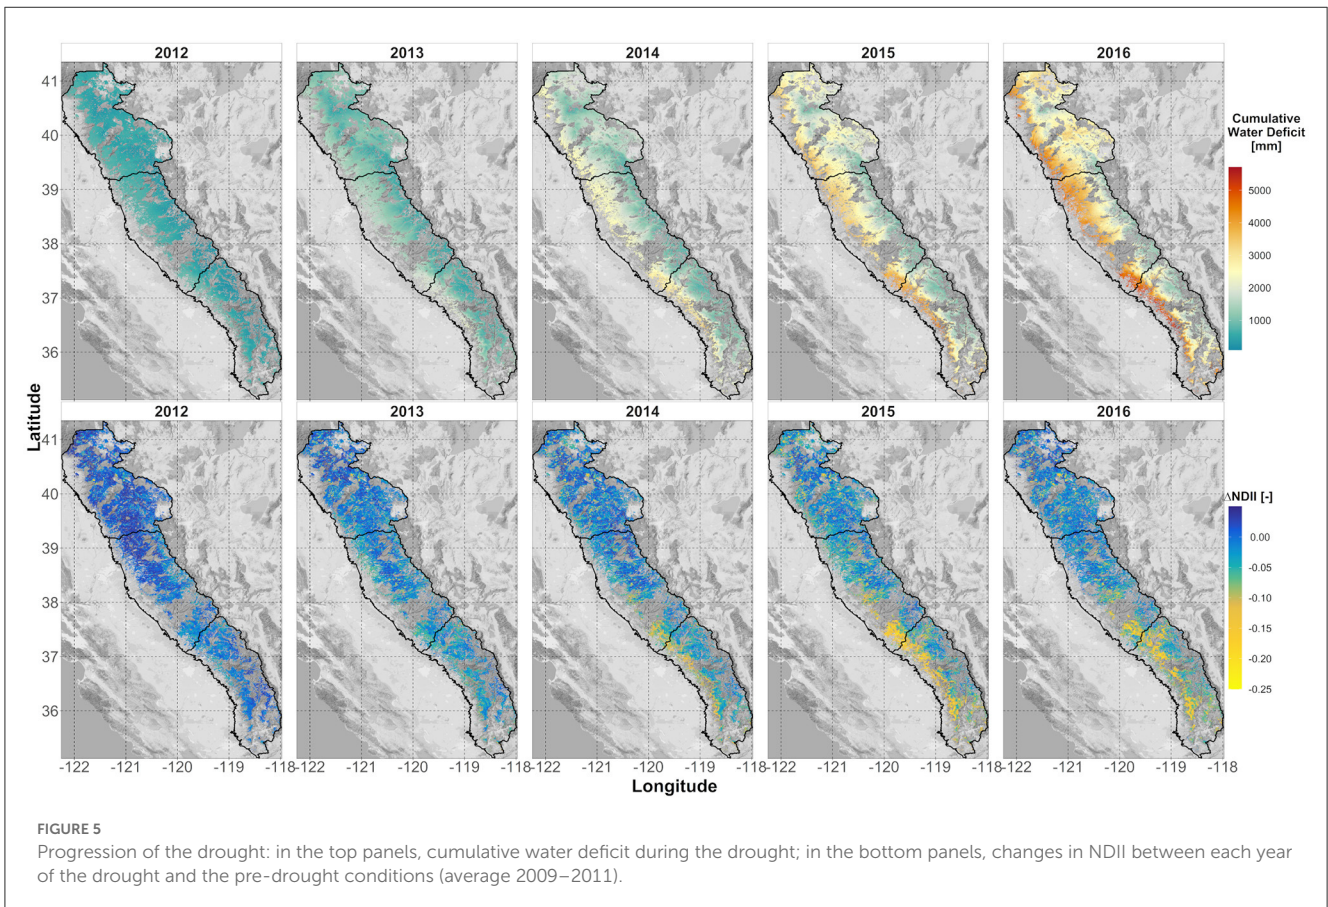 2012 2013 2014 2015 2016
41
40
39
38
37
36
Cumulative
Water Deficit
[mm]
5000
4000
3000
2000
1000
Latitude
2012 2013 2014 2015 2016
41
40
39
38
37
36
ΔNDII [-]
0.00
-0.05
-0.10
-0.15
-0.20
-0.25
-122 -121 -120 -119 -118 -122 -121 -120 -119 -118 -122 -121 -120 -119 -118 -122 -121 -120 -119 -118 -122 -121 -120 -119 -118
Longitude
FIGURE 5
Progression of the drought: in the top panels, cumulative water deficit during the drought; in the bottom panels, changes in NDII between each year
of the drought and the pre-drought conditions (average 2009–2011).